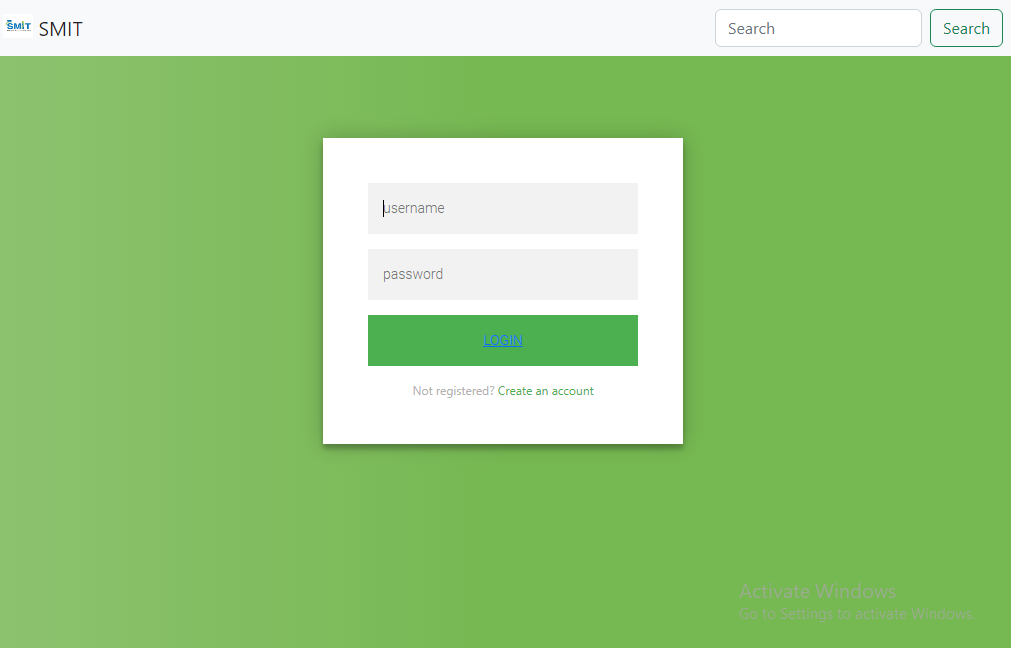 SMIT SMIT Search Search
username
password
LOGIN
Not registered? Create an account
Activate Windows
Go to Settings to activate Windows.